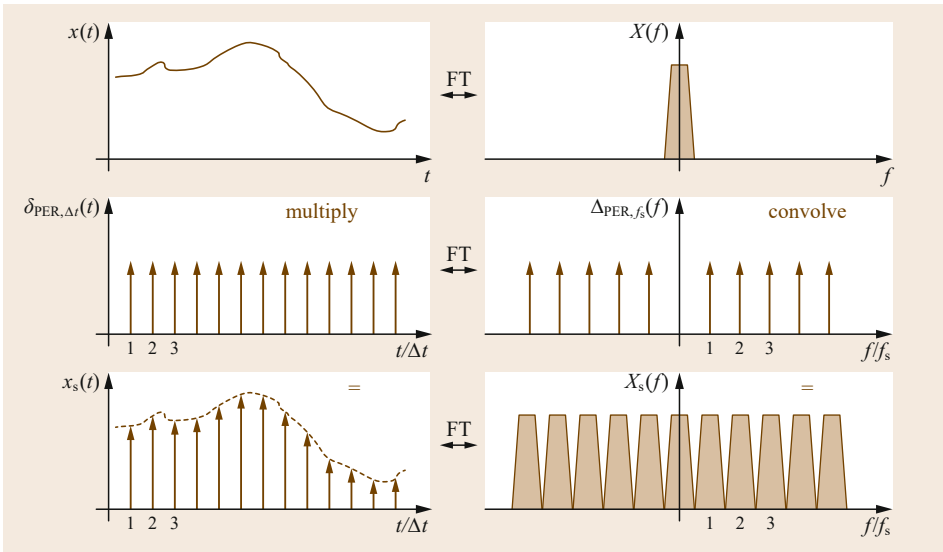 x(t)
X(f)
FT
t
f
δPER,Δt(t)
multiply
ΔPER,fs(f)
convolve
FT
1 2 3
t/Δt
1 2 3
f/fs
xs(t)
=
Xs(f)
=
FT
1 2 3
t/Δt
1 2 3
f/fs